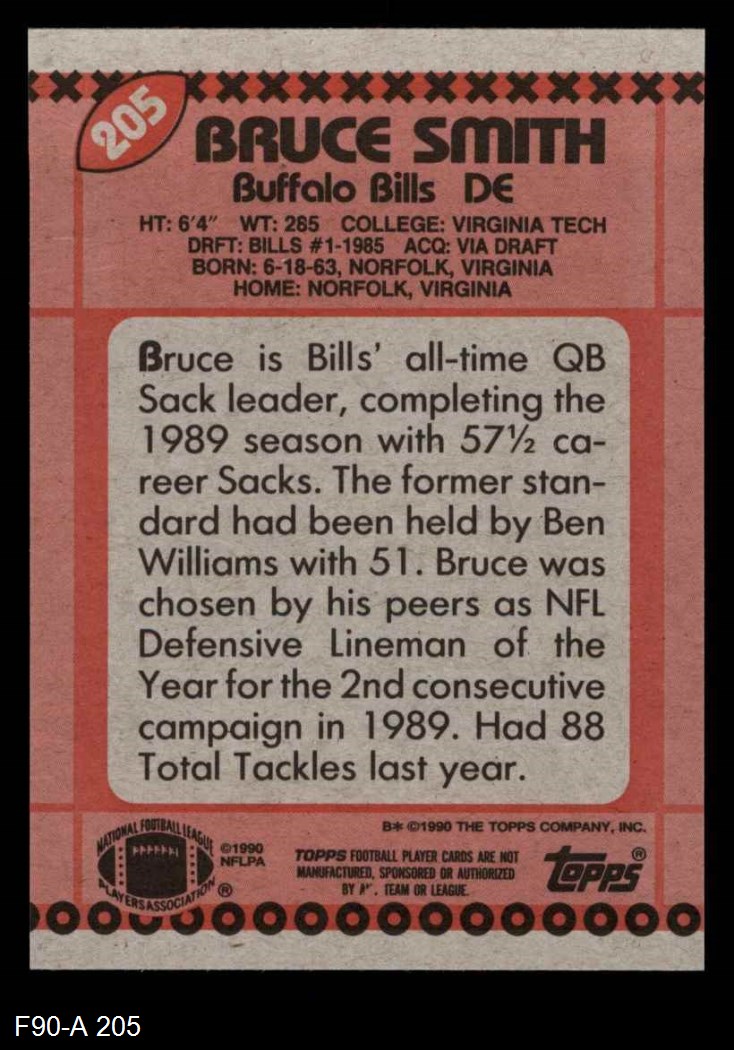 205
BRUCE SMITH
Buffalo Bills DE
HT: 6'4" WT: 285 COLLEGE: VIRGINIA TECH
DRFT: BILLS #1-1985 ACQ: VIA DRAFT
BORN: 6-18-63, NORFOLK, VIRGINIA
HOME: NORFOLK, VIRGINIA
Bruce is Bills' all-time QB
Sack leader, completing the
1989 season with 57½ ca-
reer Sacks. The former stan-
dard had been held by Ben
Williams with 51. Bruce was
chosen by his peers as NFL
Defensive Lineman of the
Year for the 2nd consecutive
campaign in 1989. Had 88
Total Tackles last year.
B* ©1990 THE TOPPS COMPANY, INC.
NATIONAL FOOTBALL LEAGUE
PLAYERS ASSOCIATION ®
©1990
NFLPA
TOPPS FOOTBALL PLAYER CARDS ARE NOT
MANUFACTURED, SPONSORED OR AUTHORIZED
BY TEAM OR LEAGUE.
topps®
F90-A 205